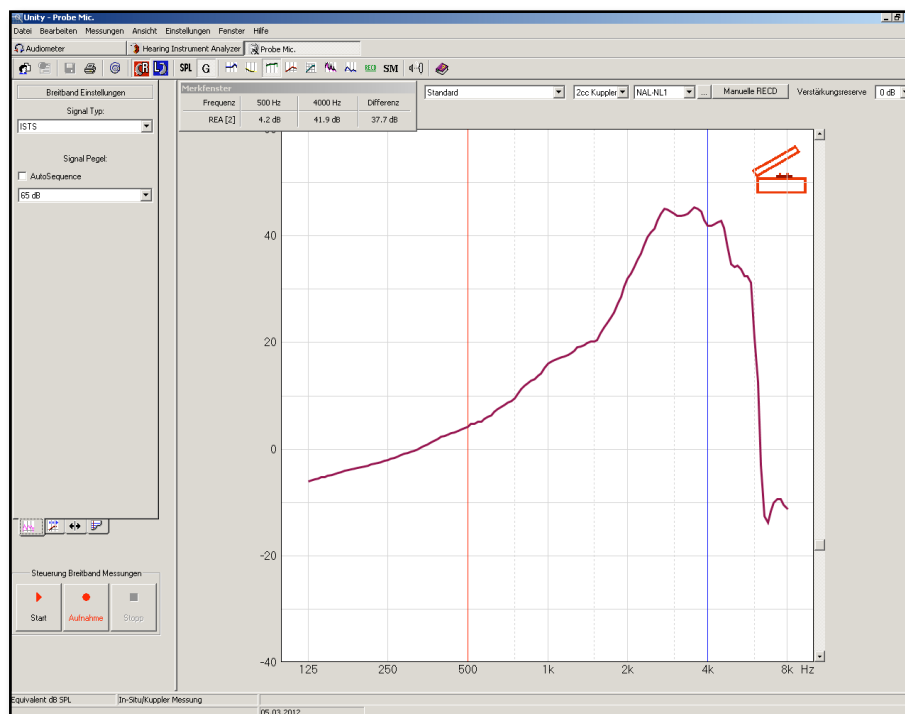 Unity - Probe Mic.
Datei Bearbeiten Messungen Ansicht Einstellungen Fenster Hilfe
Audiometer Hearing Instrument Analyzer Probe Mic.
SPL G RECD SM
Breitband Einstellungen
Signal Typ:
ISTS
Signal Pegel:
AutoSequence
65 dB
Merkfenster
Frequenz 500 Hz 4000 Hz Differenz
REA [2] 4.2 dB 41.9 dB 37.7 dB
Standard 2cc Kuppler NAL-NL1 ... Manuelle RECD Verstärkungsreserve 0 dB
40
20
0
-20
-40
125 250 500 1k 2k 4k 8k Hz
Steuerung Breitband Messungen
Start Aufnahme Stopp
Equivalent dB SPL In-Situ/Kuppler Messung
05.03.2012